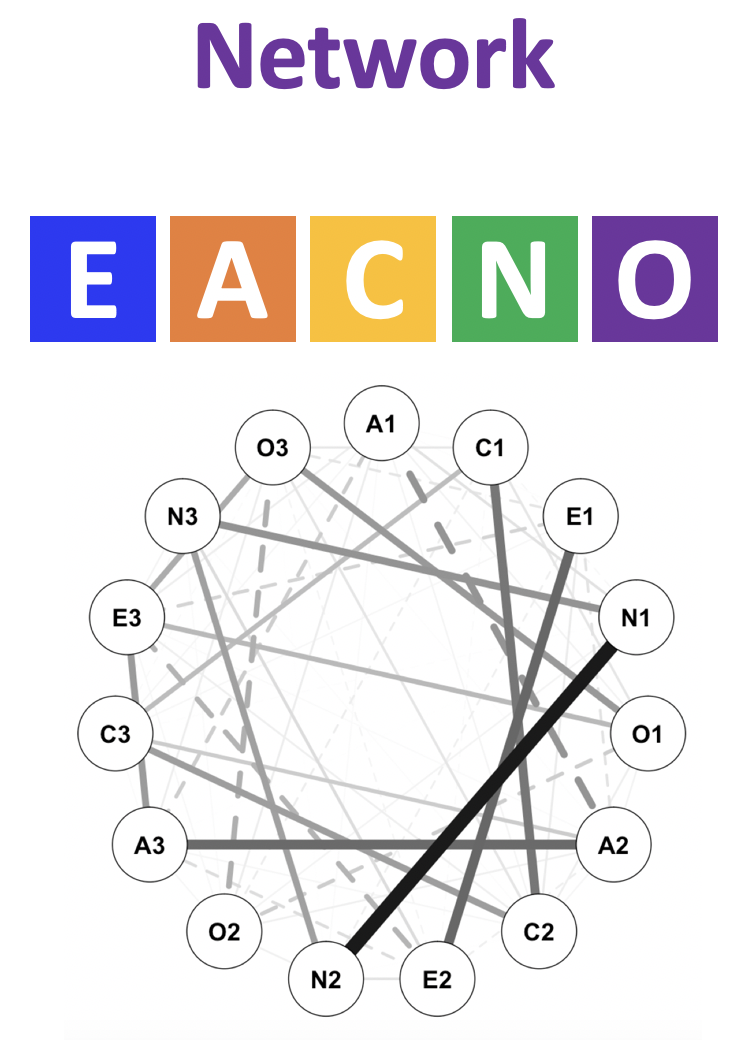 Network
E A C N O
A1
O3 C1
N3 E1
E3 N1
C3 O1
A3 A2
O2 C2
N2 E2